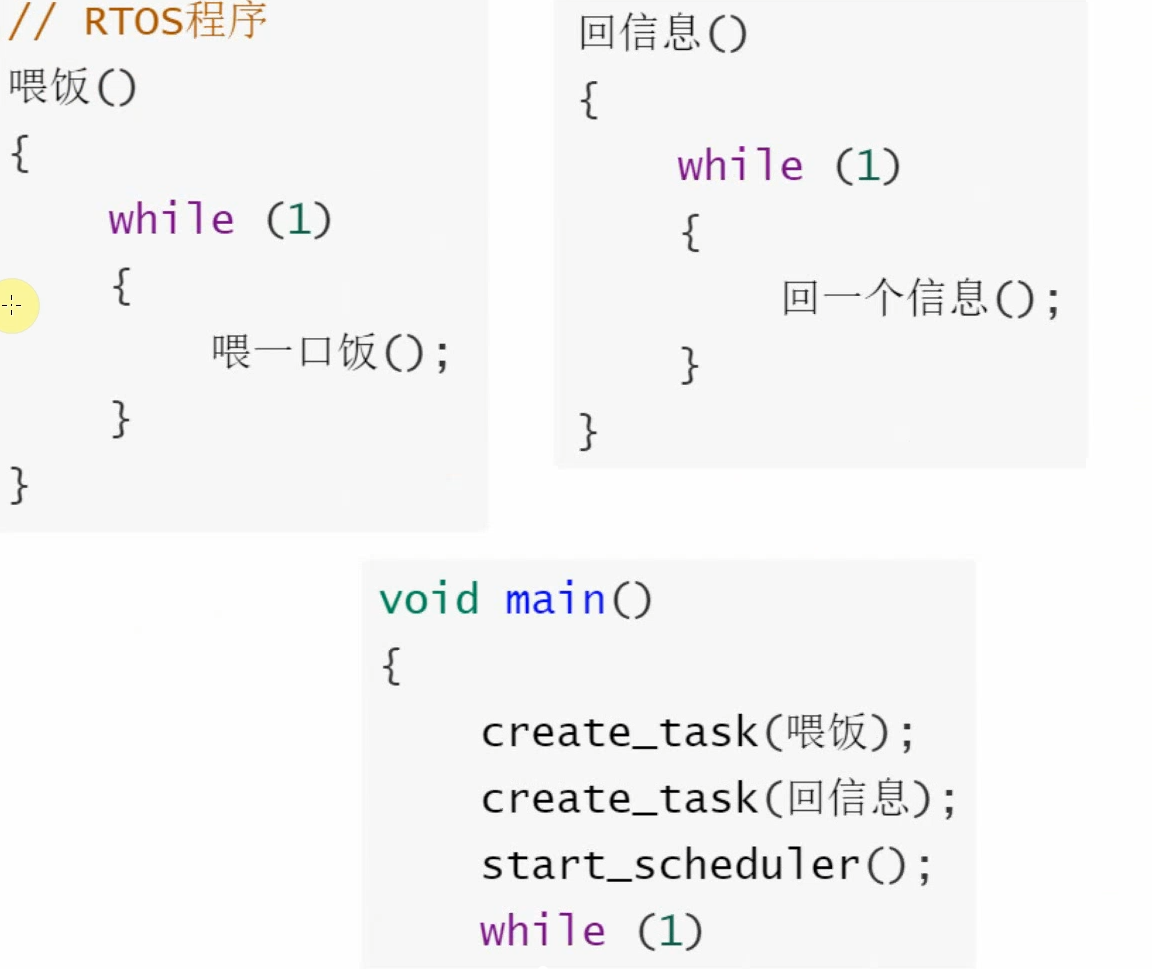 // RTOS程序
喂饭()
{
while (1)
{
喂一口饭();
}
}
回信息()
{
while (1)
{
回一个信息();
}
}
void main()
{
create_task(喂饭);
create_task(回信息);
start_scheduler();
while (1)